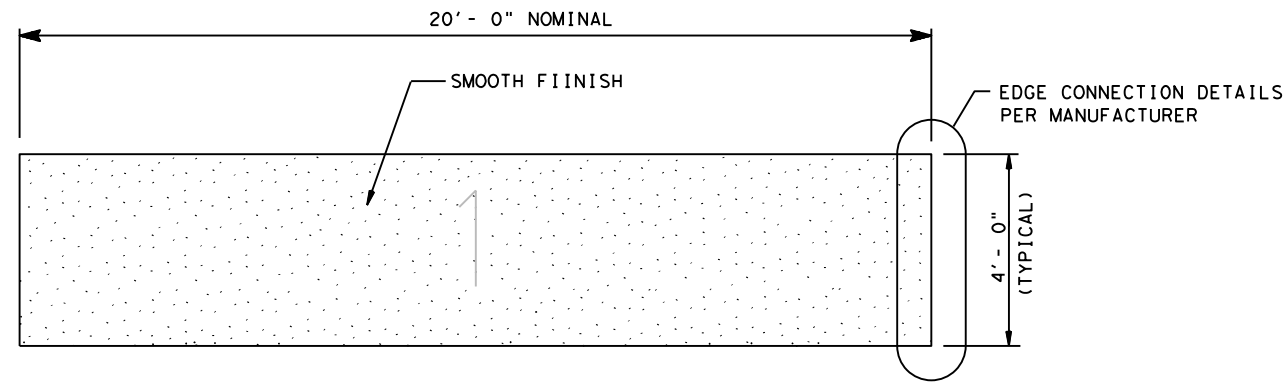 20'- 0" NOMINAL
SMOOTH FIINISH
EDGE CONNECTION DETAILS
PER MANUFACTURER
1
4'- 0"
(TYPICAL)